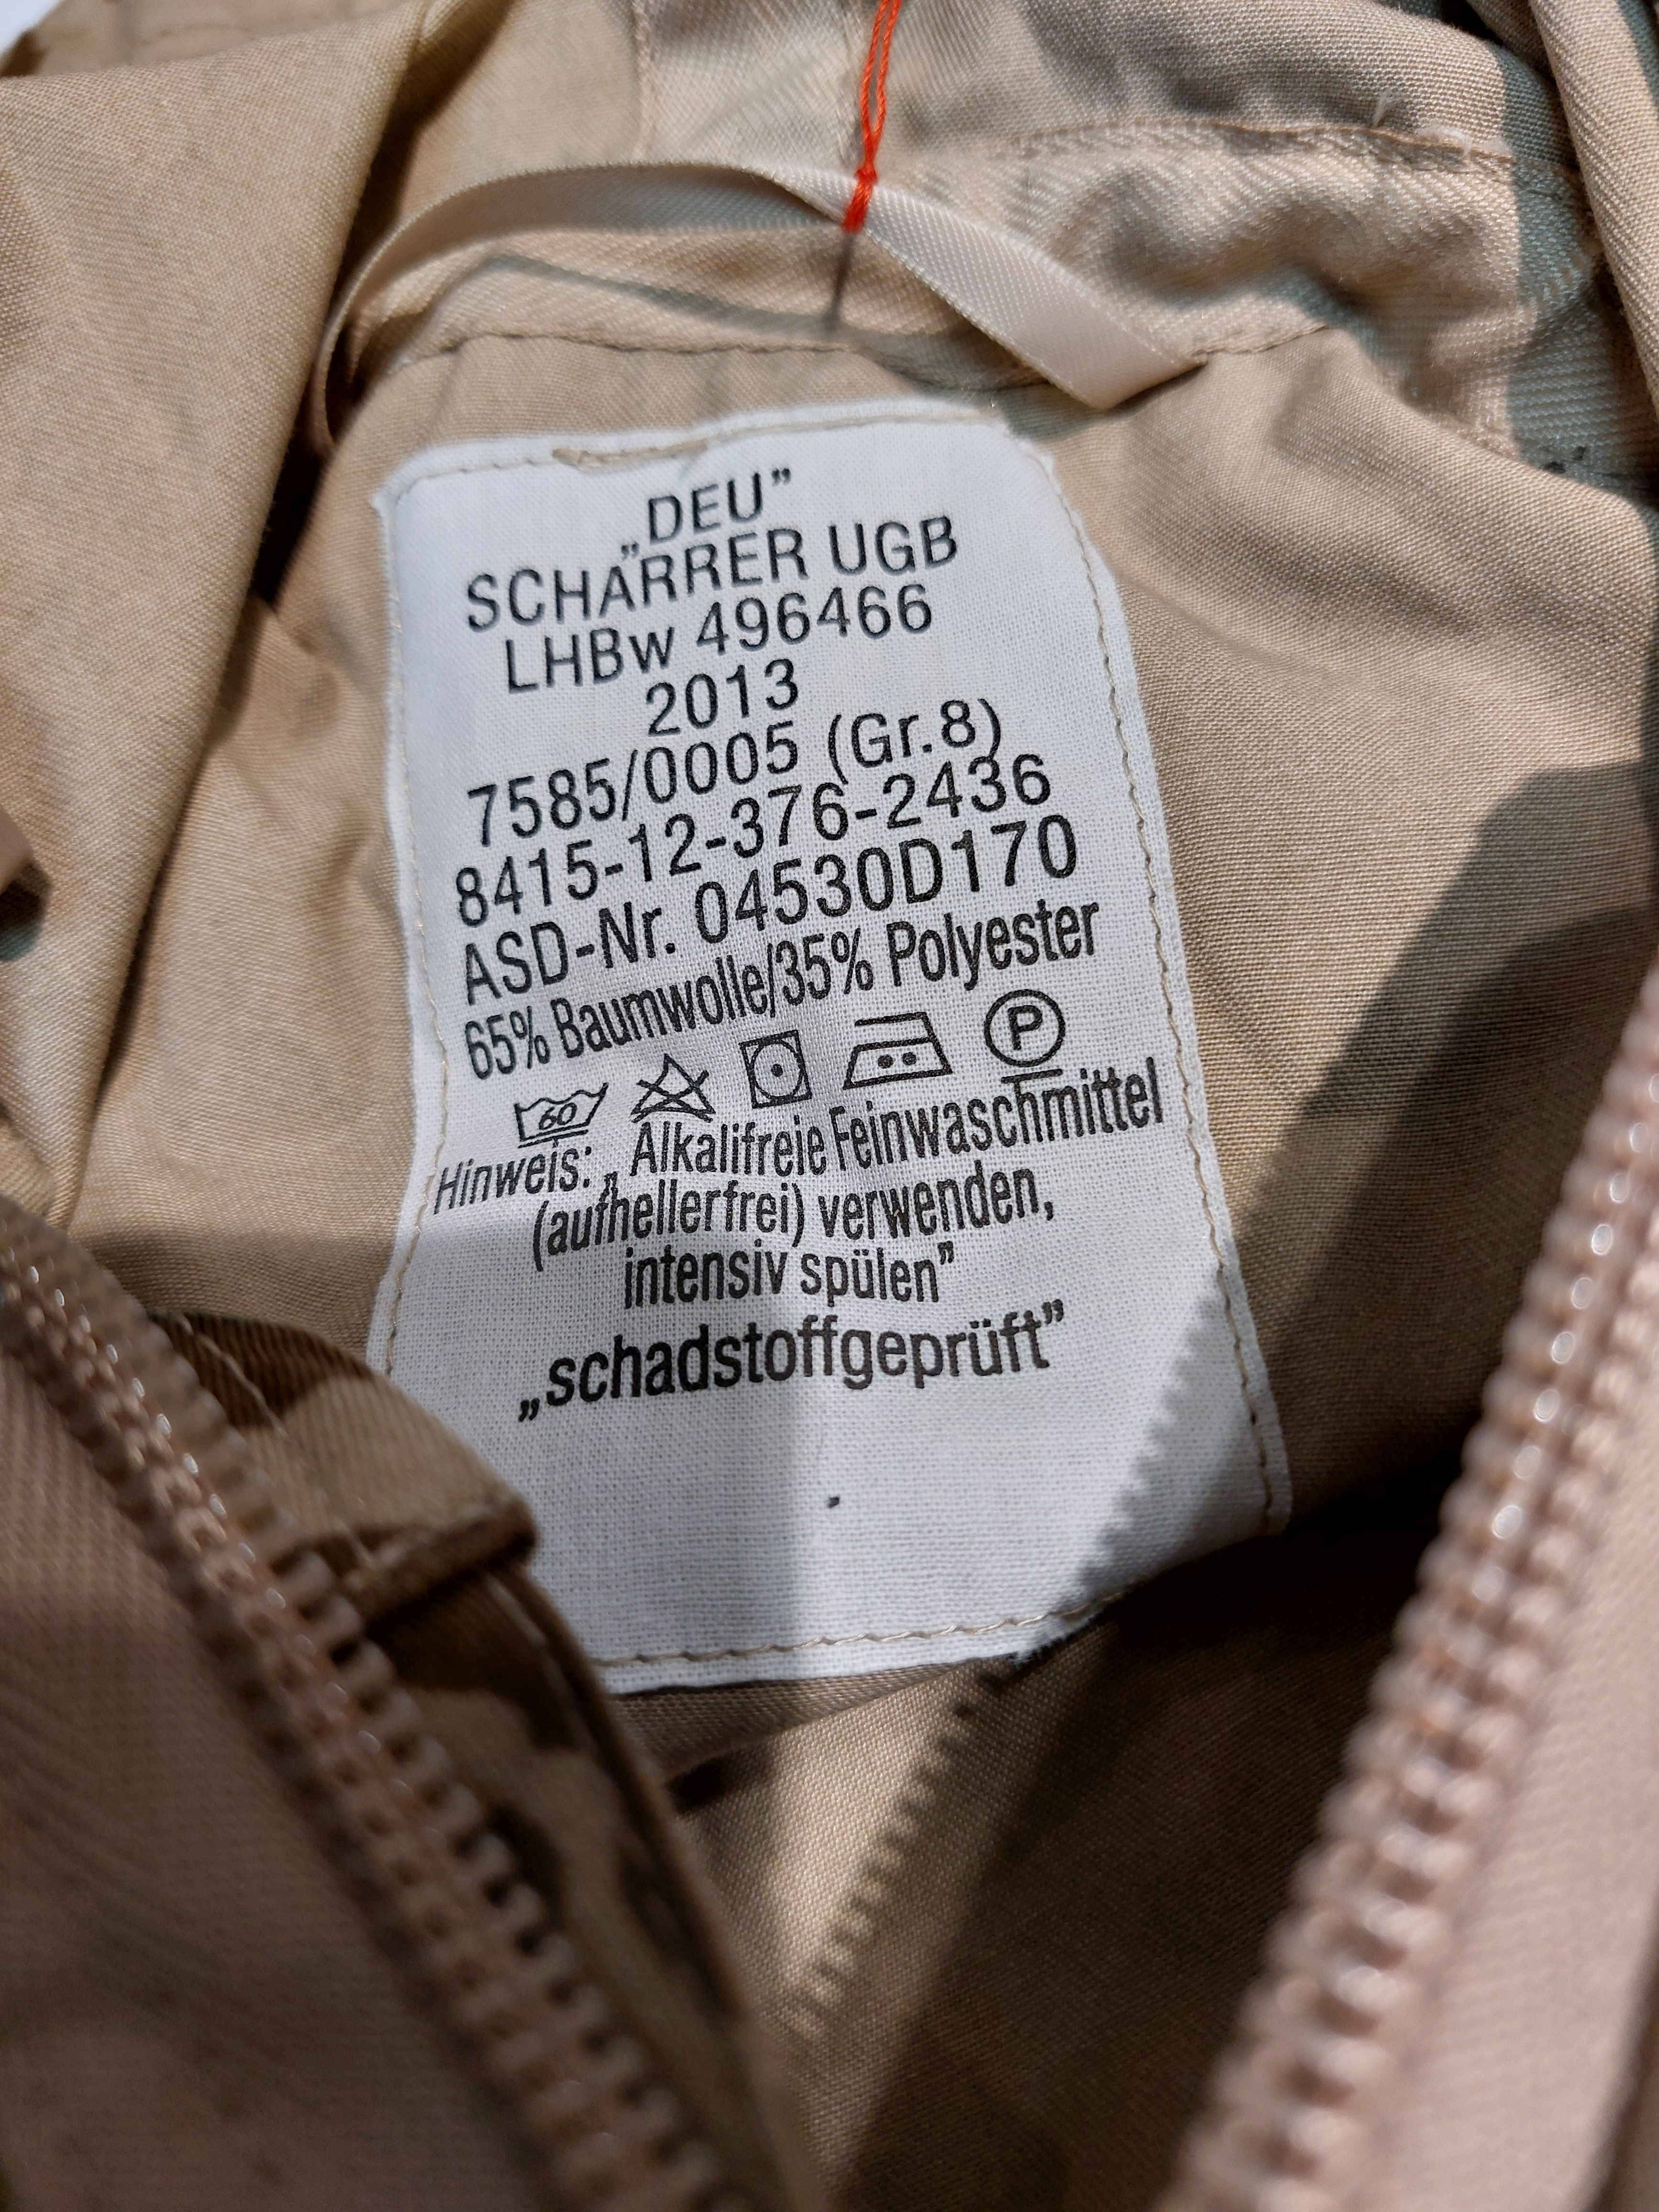 „DEU”
SCHARRER UGB
LHBw 496466
2013
7585/0005 (Gr.8)
8415-12-376-2436
ASD-Nr. 04530D170
65% Baumwolle/35% Polyester
60 P
Hinweis: „Alkalifreie Feinwaschmittel
(aufhellerfrei) verwenden,
intensiv spülen”
„schadstoffgeprüft”